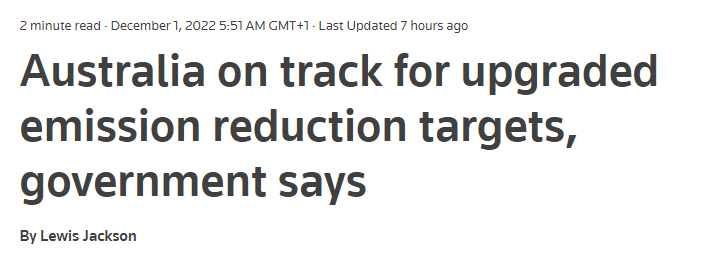 2 minute read · December 1, 2022 5:51 AM GMT+1 · Last Updated 7 hours ago
Australia on track for upgraded
emission reduction targets,
government says
By Lewis Jackson